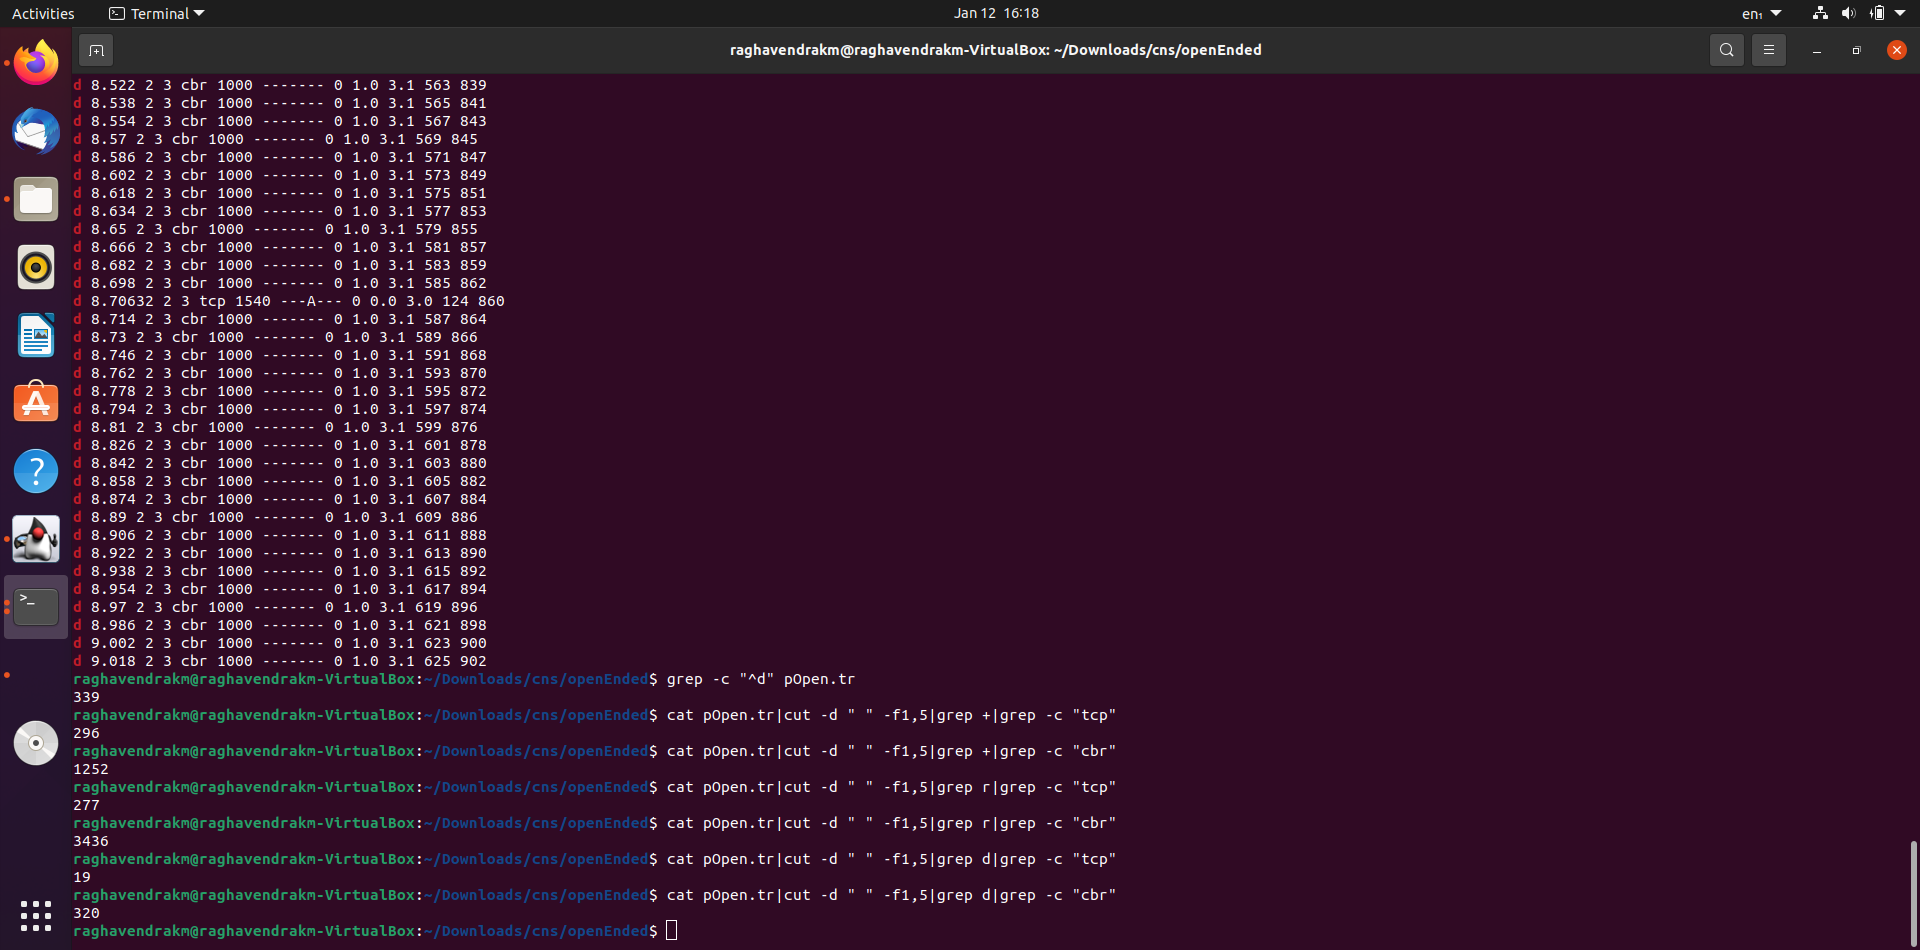 Activities
Terminal
Jan 12 16:18
en₁
raghavendrakm@raghavendrakm-VirtualBox: ~/Downloads/cns/openEnded
d 8.522 2 3 cbr 1000 ------- 0 1.0 3.1 563 839
d 8.538 2 3 cbr 1000 ------- 0 1.0 3.1 565 841
d 8.554 2 3 cbr 1000 ------- 0 1.0 3.1 567 843
d 8.57 2 3 cbr 1000 ------- 0 1.0 3.1 569 845
d 8.586 2 3 cbr 1000 ------- 0 1.0 3.1 571 847
d 8.602 2 3 cbr 1000 ------- 0 1.0 3.1 573 849
d 8.618 2 3 cbr 1000 ------- 0 1.0 3.1 575 851
d 8.634 2 3 cbr 1000 ------- 0 1.0 3.1 577 853
d 8.65 2 3 cbr 1000 ------- 0 1.0 3.1 579 855
d 8.666 2 3 cbr 1000 ------- 0 1.0 3.1 581 857
d 8.682 2 3 cbr 1000 ------- 0 1.0 3.1 583 859
d 8.698 2 3 cbr 1000 ------- 0 1.0 3.1 585 862
d 8.70632 2 3 tcp 1540 ---A--- 0 0.0 3.0 124 860
d 8.714 2 3 cbr 1000 ------- 0 1.0 3.1 587 864
d 8.73 2 3 cbr 1000 ------- 0 1.0 3.1 589 866
d 8.746 2 3 cbr 1000 ------- 0 1.0 3.1 591 868
d 8.762 2 3 cbr 1000 ------- 0 1.0 3.1 593 870
d 8.778 2 3 cbr 1000 ------- 0 1.0 3.1 595 872
d 8.794 2 3 cbr 1000 ------- 0 1.0 3.1 597 874
d 8.81 2 3 cbr 1000 ------- 0 1.0 3.1 599 876
d 8.826 2 3 cbr 1000 ------- 0 1.0 3.1 601 878
d 8.842 2 3 cbr 1000 ------- 0 1.0 3.1 603 880
d 8.858 2 3 cbr 1000 ------- 0 1.0 3.1 605 882
d 8.874 2 3 cbr 1000 ------- 0 1.0 3.1 607 884
d 8.89 2 3 cbr 1000 ------- 0 1.0 3.1 609 886
d 8.906 2 3 cbr 1000 ------- 0 1.0 3.1 611 888
d 8.922 2 3 cbr 1000 ------- 0 1.0 3.1 613 890
d 8.938 2 3 cbr 1000 ------- 0 1.0 3.1 615 892
d 8.954 2 3 cbr 1000 ------- 0 1.0 3.1 617 894
d 8.97 2 3 cbr 1000 ------- 0 1.0 3.1 619 896
d 8.986 2 3 cbr 1000 ------- 0 1.0 3.1 621 898
d 9.002 2 3 cbr 1000 ------- 0 1.0 3.1 623 900
d 9.018 2 3 cbr 1000 ------- 0 1.0 3.1 625 902
raghavendrakm@raghavendrakm-VirtualBox:~/Downloads/cns/openEnded$ grep -c "^d" pOpen.tr
339
raghavendrakm@raghavendrakm-VirtualBox:~/Downloads/cns/openEnded$ cat pOpen.tr|cut -d " " -f1,5|grep +|grep -c "tcp"
296
raghavendrakm@raghavendrakm-VirtualBox:~/Downloads/cns/openEnded$ cat pOpen.tr|cut -d " " -f1,5|grep +|grep -c "cbr"
1252
raghavendrakm@raghavendrakm-VirtualBox:~/Downloads/cns/openEnded$ cat pOpen.tr|cut -d " " -f1,5|grep r|grep -c "tcp"
277
raghavendrakm@raghavendrakm-VirtualBox:~/Downloads/cns/openEnded$ cat pOpen.tr|cut -d " " -f1,5|grep r|grep -c "cbr"
3436
raghavendrakm@raghavendrakm-VirtualBox:~/Downloads/cns/openEnded$ cat pOpen.tr|cut -d " " -f1,5|grep d|grep -c "tcp"
19
raghavendrakm@raghavendrakm-VirtualBox:~/Downloads/cns/openEnded$ cat pOpen.tr|cut -d " " -f1,5|grep d|grep -c "cbr"
320
raghavendrakm@raghavendrakm-VirtualBox:~/Downloads/cns/openEnded$